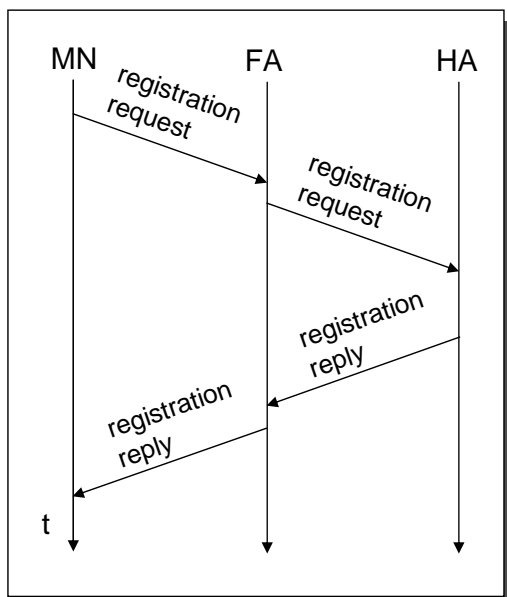 MN FA HA
registration
request
registration
request
registration
reply
registration
reply
t